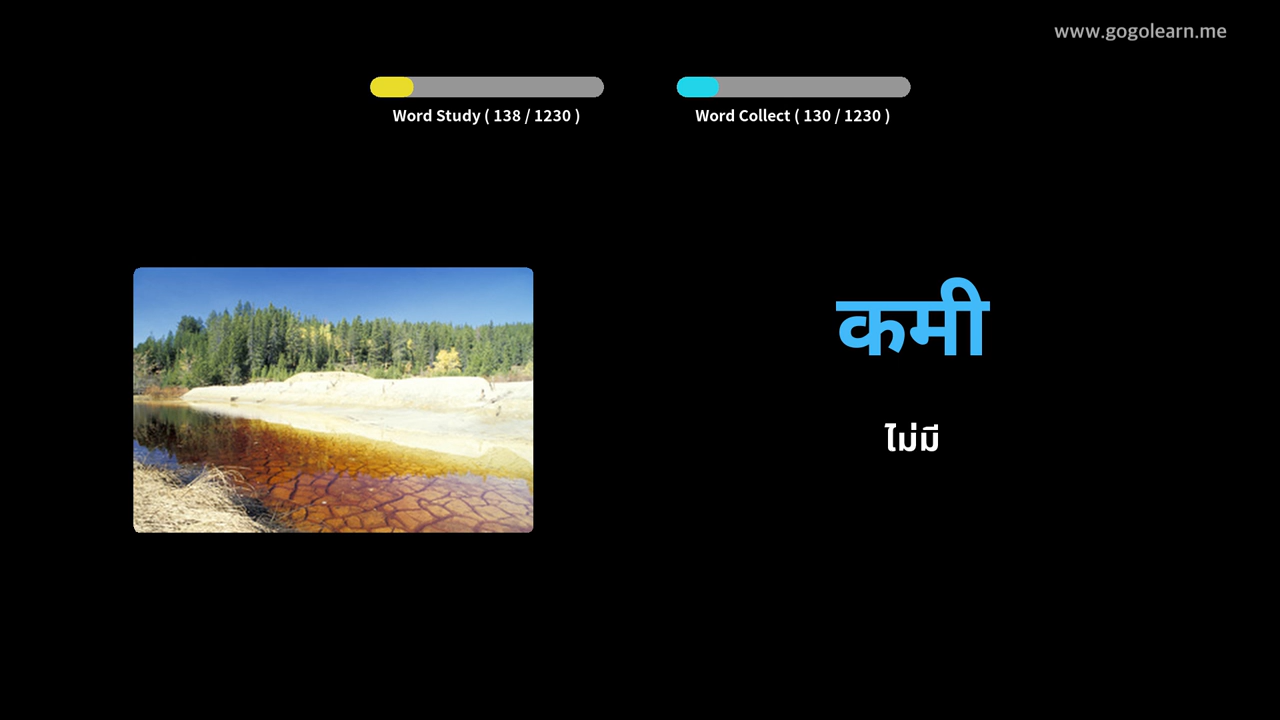 www.gogolearn.me
Word Study ( 138 / 1230 )
Word Collect ( 130 / 1230 )
कमी
ไม่มี